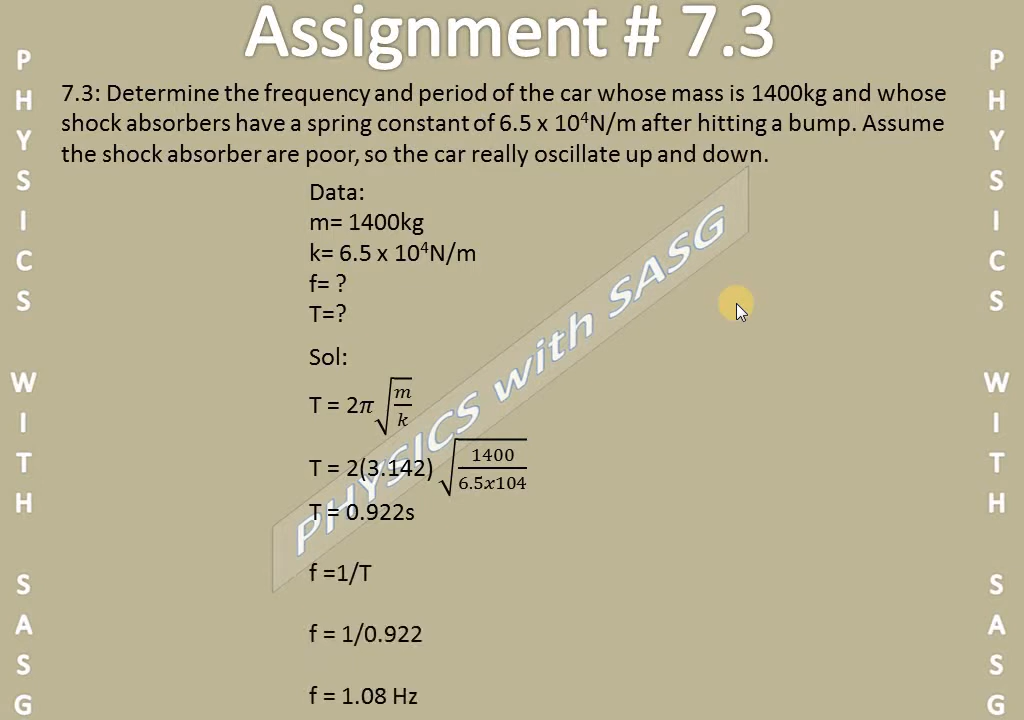 Assignment # 7.3
7.3: Determine the frequency and period of the car whose mass is 1400kg and whose
shock absorbers have a spring constant of 6.5 x 10⁴N/m after hitting a bump. Assume
the shock absorber are poor, so the car really oscillate up and down.
Data:
m= 1400kg
k= 6.5 x 10⁴N/m
f= ?
T=?
Sol:
T = 2π √(m/k)
T = 2(3.142) √(1400/6.5x104)
T = 0.922s
f =1/T
f = 1/0.922
f = 1.08 Hz
PHYSICS with SASG
PHYSICS WITH SASG
PHYSICS WITH SASG